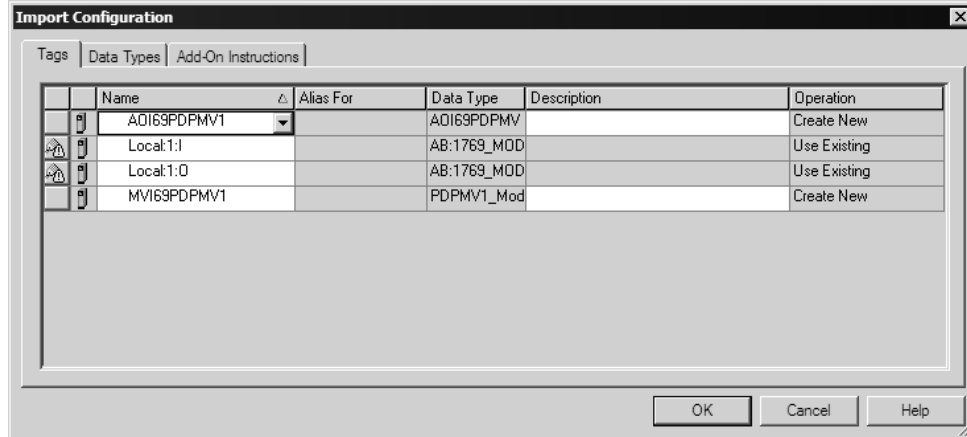 Import Configuration
Tags Data Types Add-On Instructions
Name Alias For Data Type Description Operation
AOI69PDPMV1 AOI69PDPMV Create New
Local:1:I AB:1769_MOD Use Existing
Local:1:O AB:1769_MOD Use Existing
MVI69PDPMV1 PDPMV1_Mod Create New
OK Cancel Help